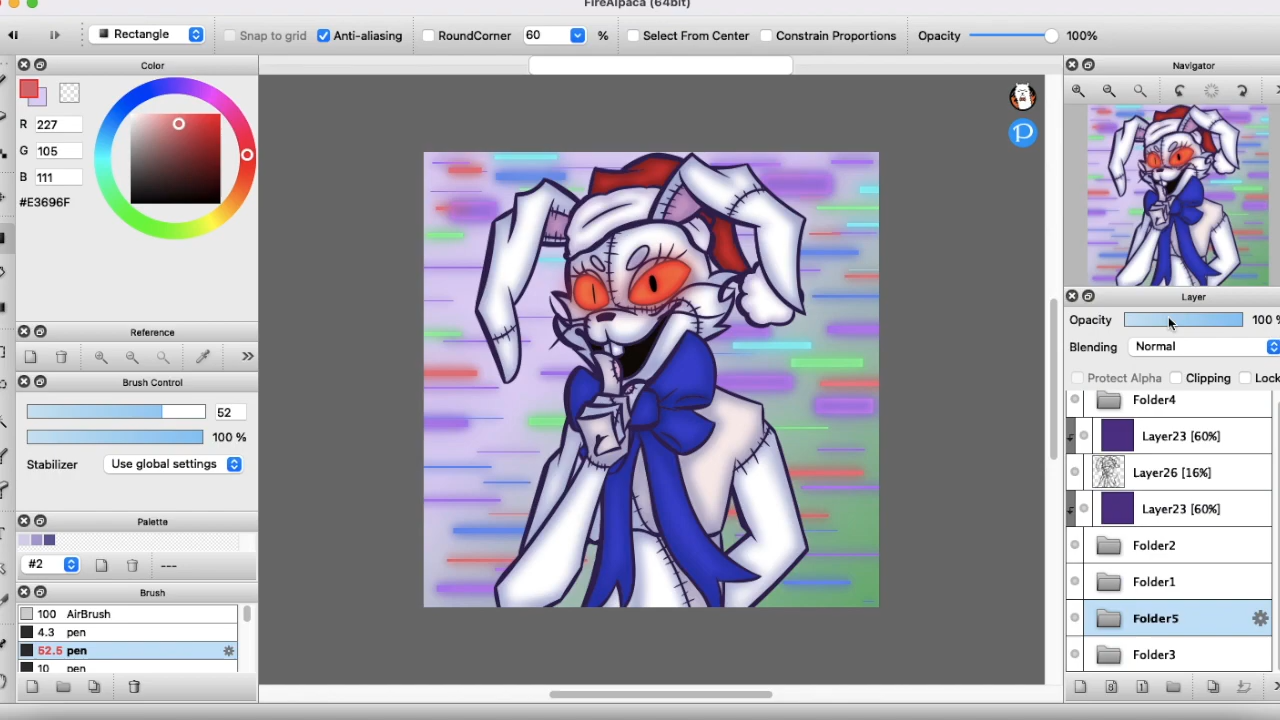 FireAlpaca (64bit)
Rectangle Snap to grid Anti-aliasing RoundCorner 60 % Select From Center Constrain Proportions Opacity 100%
Color
R 227
G 105
B 111
#E3696F
Reference
Brush Control
52
100 %
Stabilizer Use global settings
Palette
#2 ---
Brush
100 AirBrush
4.3 pen
52.5 pen
10 pen
Navigator
Layer
Opacity 100 %
Blending Normal
Protect Alpha Clipping Lock
Folder4
Layer23 [60%]
Layer26 [16%]
Layer23 [60%]
Folder2
Folder1
Folder5
Folder3